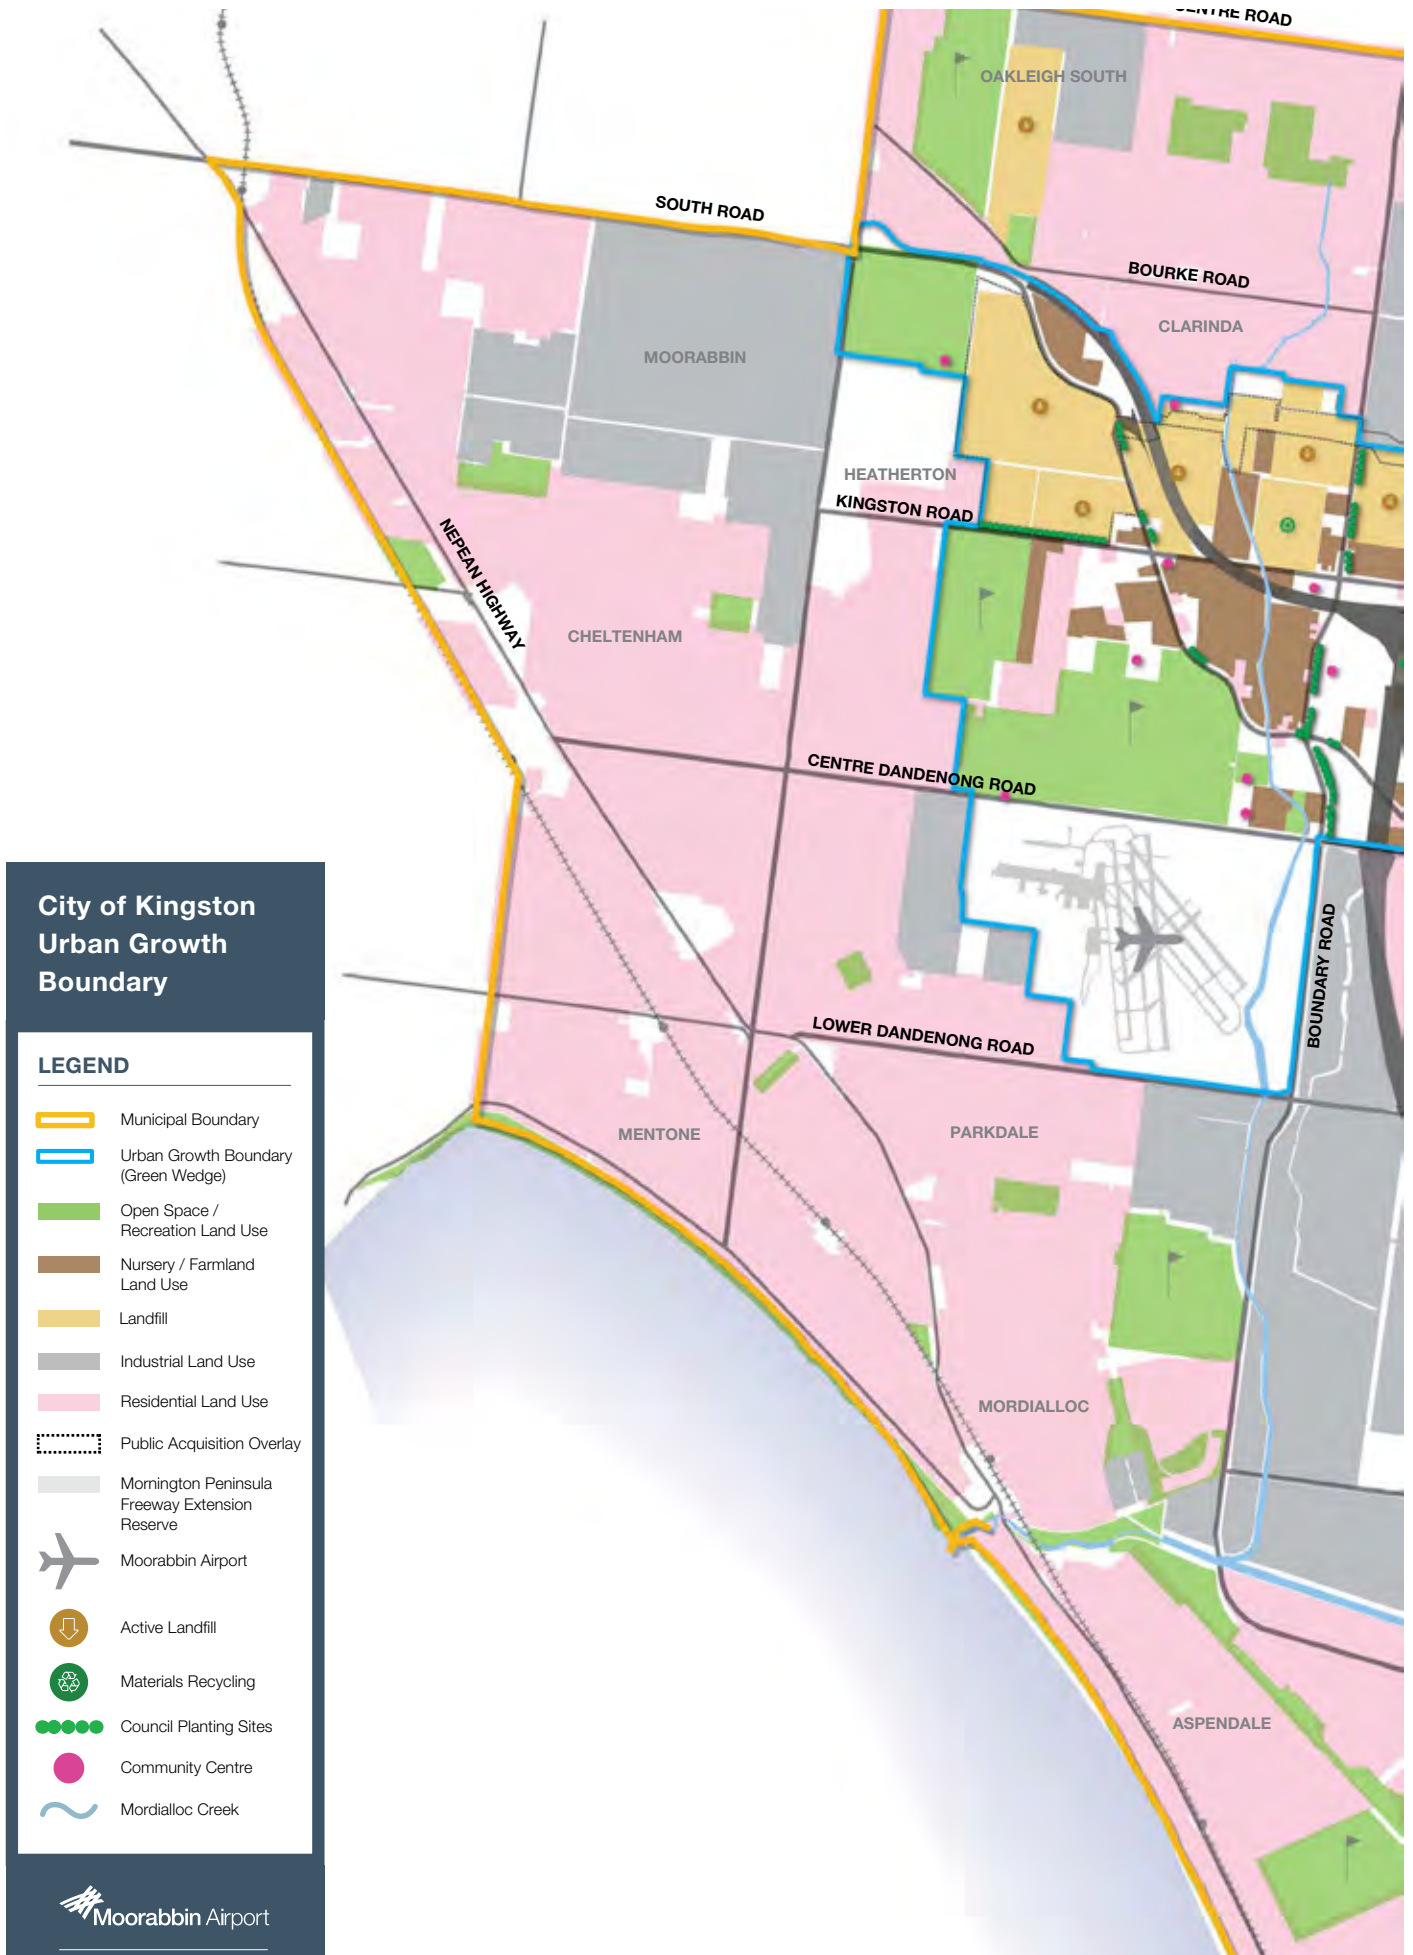 CENTRE ROAD
OAKLEIGH SOUTH
SOUTH ROAD
BOURKE ROAD
CLARINDA
MOORABBIN
HEATHERTON
KINGSTON ROAD
NEPEAN HIGHWAY
CHELTENHAM
CENTRE DANDENONG ROAD
BOUNDARY ROAD
LOWER DANDENONG ROAD
MENTONE
PARKDALE
MORDIALLOC
ASPENDALE
City of Kingston
Urban Growth
Boundary
LEGEND
Municipal Boundary
Urban Growth Boundary
(Green Wedge)
Open Space /
Recreation Land Use
Nursery / Farmland
Land Use
Landfill
Industrial Land Use
Residential Land Use
Public Acquisition Overlay
Mornington Peninsula
Freeway Extension
Reserve
Moorabbin Airport
Active Landfill
Materials Recycling
Council Planting Sites
Community Centre
Mordialloc Creek
Moorabbin Airport